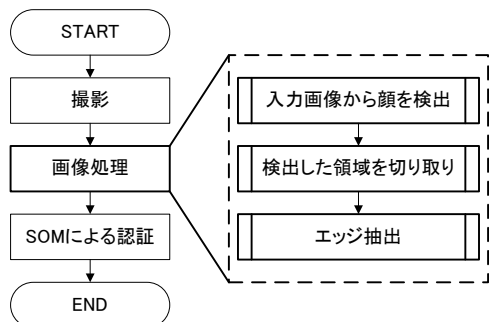 START
撮影
画像処理
SOMによる認証
END
入力画像から顔を検出
検出した領域を切り取り
エッジ抽出